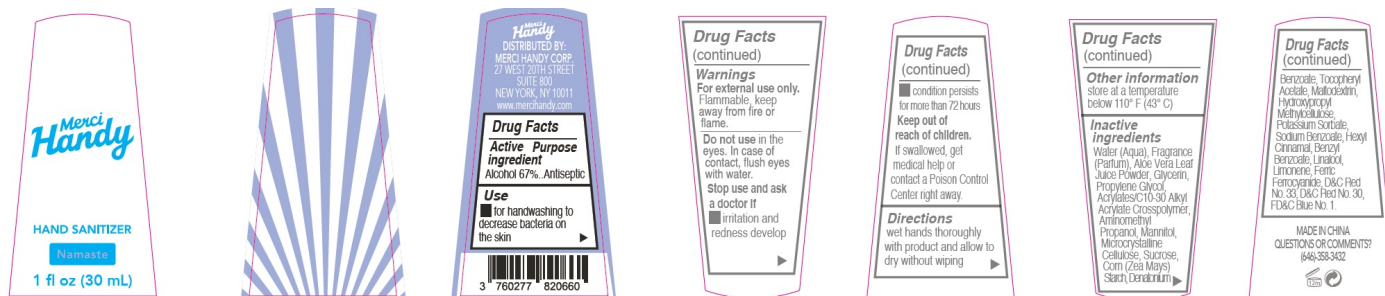 Merci
Handy
HAND SANITIZER
Namaste
1 fl oz (30 mL)
Merci
Handy
DISTRIBUTED BY:
MERCI HANDY CORP.
27 WEST 20TH STREET
SUITE 800
NEW YORK, NY 10011
www.mercihandy.com
Drug Facts
Active Purpose
ingredient
Alcohol 67%..Antiseptic
Use
for handwashing to
decrease bacteria on
the skin
3 760277 820660
Drug Facts
(continued)
Warnings
For external use only.
Flammable, keep
away from fire or
flame.
Do not use in the
eyes. In case of
contact, flush eyes
with water.
Stop use and ask
a doctor if
irritation and
redness develop
Drug Facts
(continued)
condition persists
for more than 72 hours
Keep out of
reach of children.
If swallowed, get
medical help or
contact a Poison Control
Center right away.
Directions
wet hands thoroughly
with product and allow to
dry without wiping
Drug Facts
(continued)
Other information
store at a temperature
below 110° F (43° C)
Inactive
ingredients
Water (Aqua), Fragrance
(Parfum), Aloe Vera Leaf
Juice Powder, Glycerin,
Propylene Glycol,
Acrylates/C10-30 Alkyl
Acrylate Crosspolymer,
Aminomethyl
Propanol, Mannitol,
Microcrystalline
Cellulose, Sucrose,
Corn (Zea Mays)
Starch, Denatonium
Drug Facts
(continued)
Benzoate, Tocopheryl
Acetate, Maltodextrin,
Hydroxypropyl
Methylcellulose,
Potassium Sorbate,
Sodium Benzoate, Hexyl
Cinnamal, Benzyl
Benzoate, Linalool,
Limonene, Ferric
Ferrocyanide, D&C Red
No. 33, D&C Red No. 30,
FD&C Blue No. 1.
MADE IN CHINA
QUESTIONS OR COMMENTS?
(646)-358-3432
12m